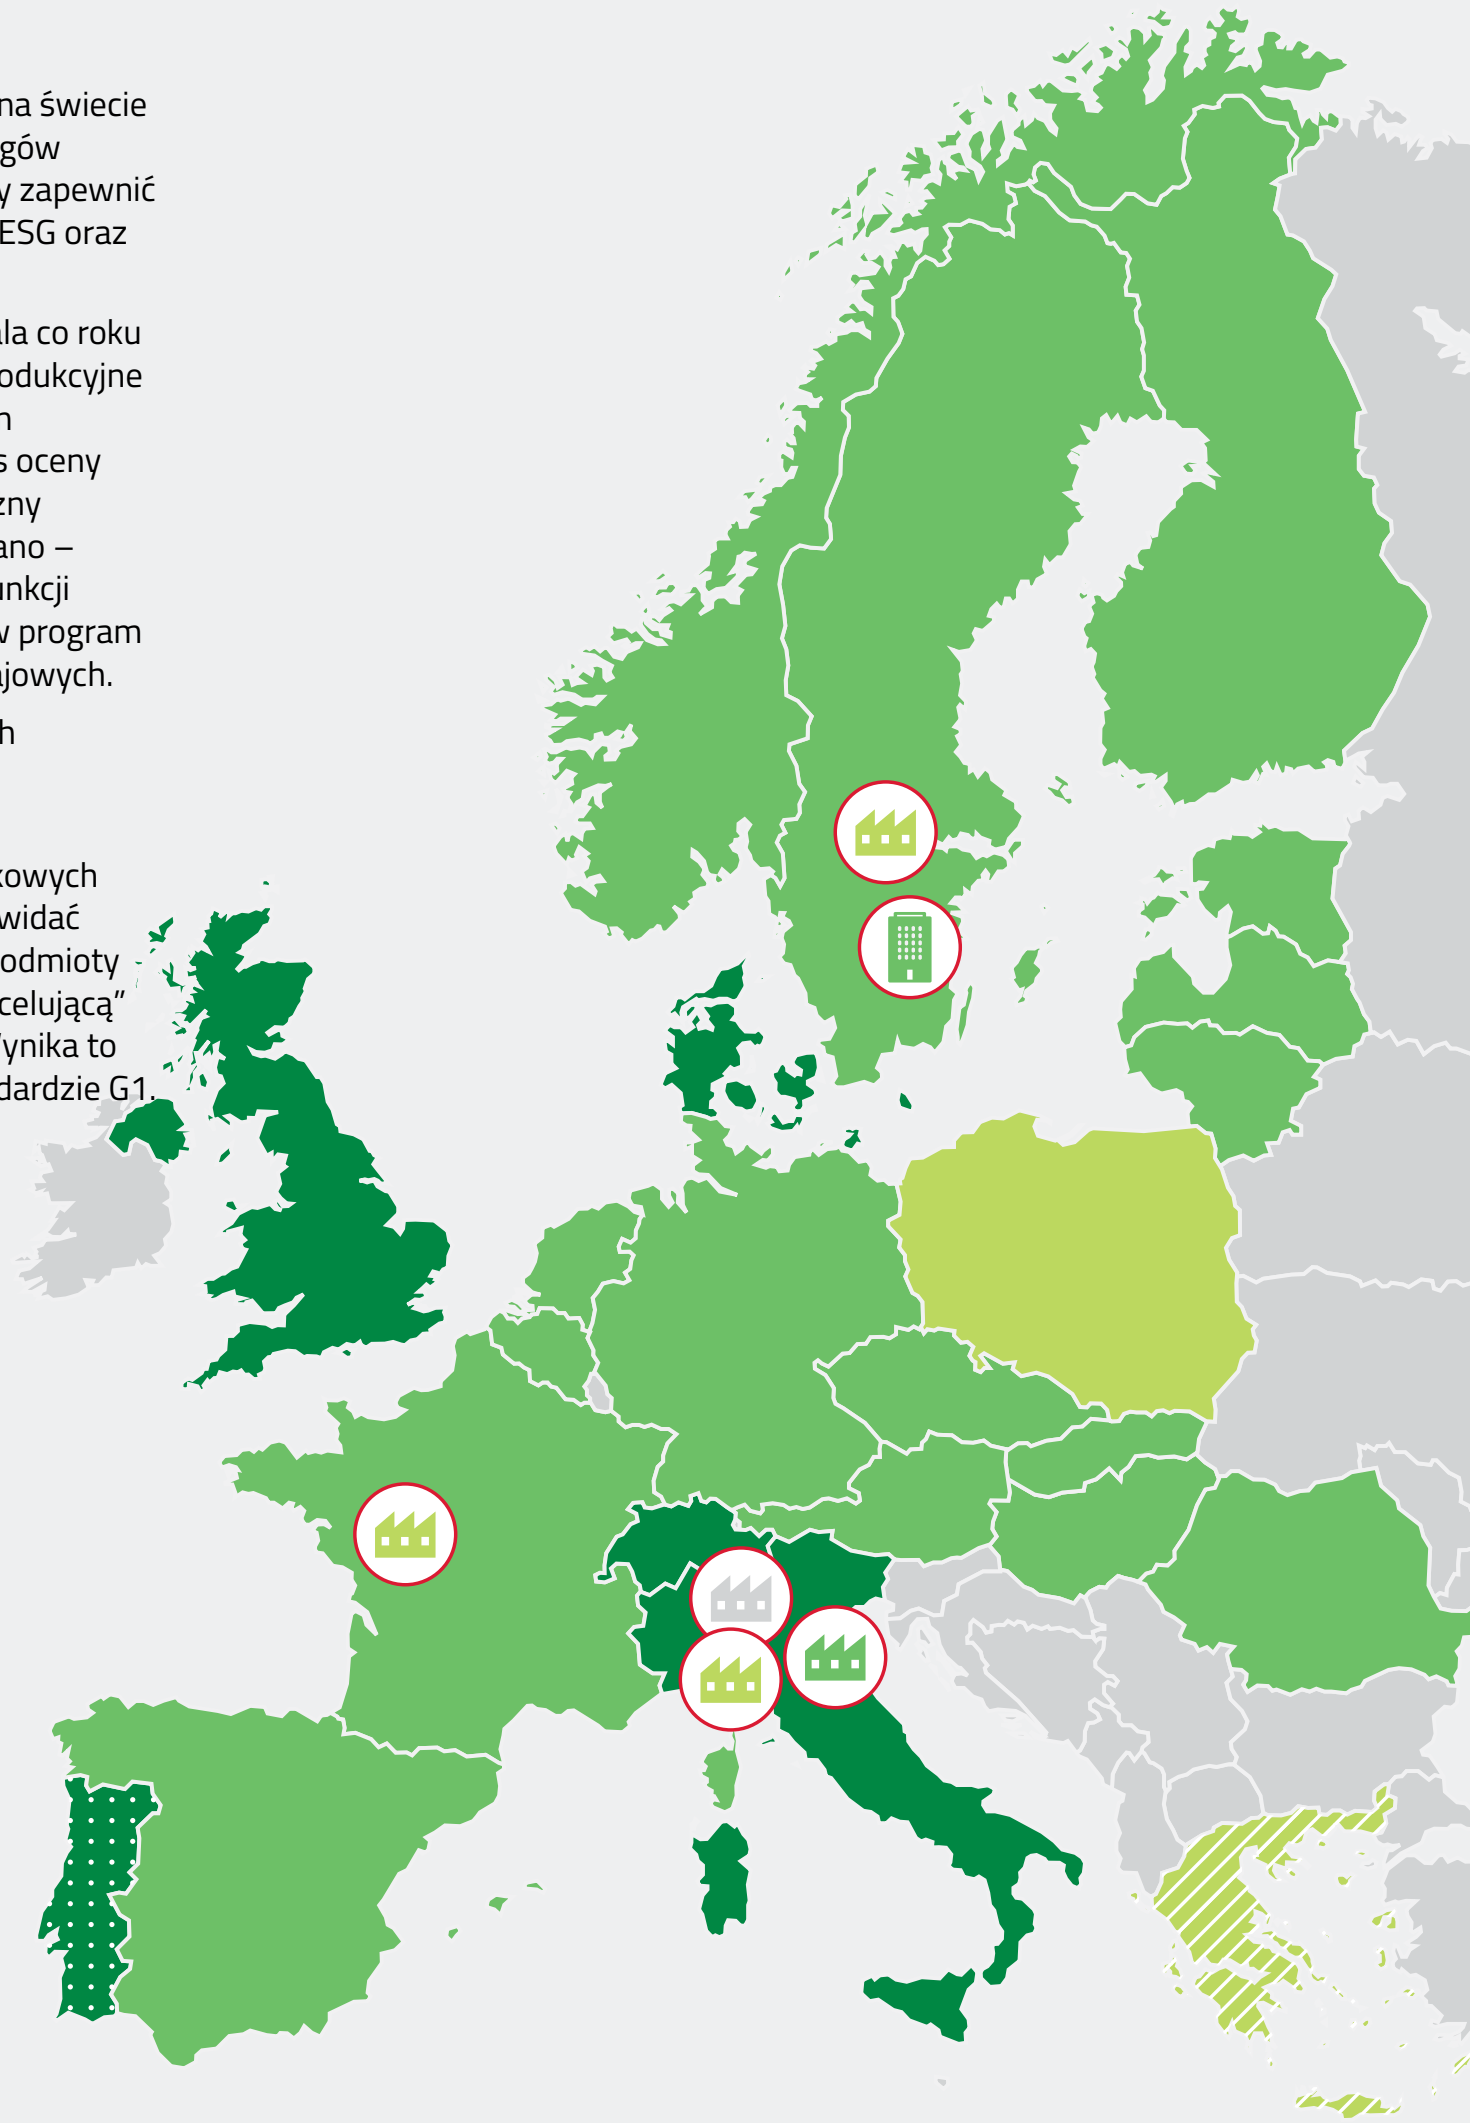 na świecie
gów
y zapewnić
ESG oraz
ala co roku
odukcyjne
h
s oceny
zny
ano –
unkcji
w program
ajowych.
h
kowych
widać
odmioty
celującą”
Wynika to
dardzie G1.